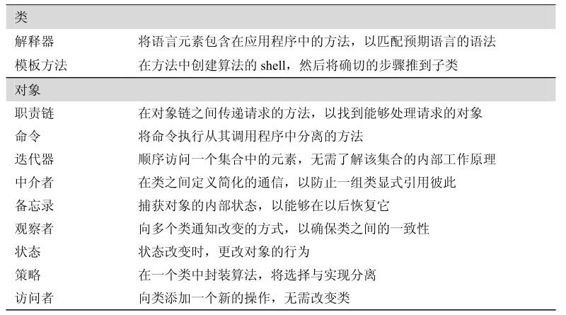 类
解释器 将语言元素包含在应用程序中的方法，以匹配预期语言的语法
模板方法 在方法中创建算法的 shell，然后将确切的步骤推到子类
对象
职责链 在对象链之间传递请求的方法，以找到能够处理请求的对象
命令 将命令执行从其调用程序中分离的方法
迭代器 顺序访问一个集合中的元素，无需了解该集合的内部工作原理
中介者 在类之间定义简化的通信，以防止一组类显式引用彼此
备忘录 捕获对象的内部状态，以能够在以后恢复它
观察者 向多个类通知改变的方式，以确保类之间的一致性
状态 状态改变时，更改对象的行为
策略 在一个类中封装算法，将选择与实现分离
访问者 向类添加一个新的操作，无需改变类